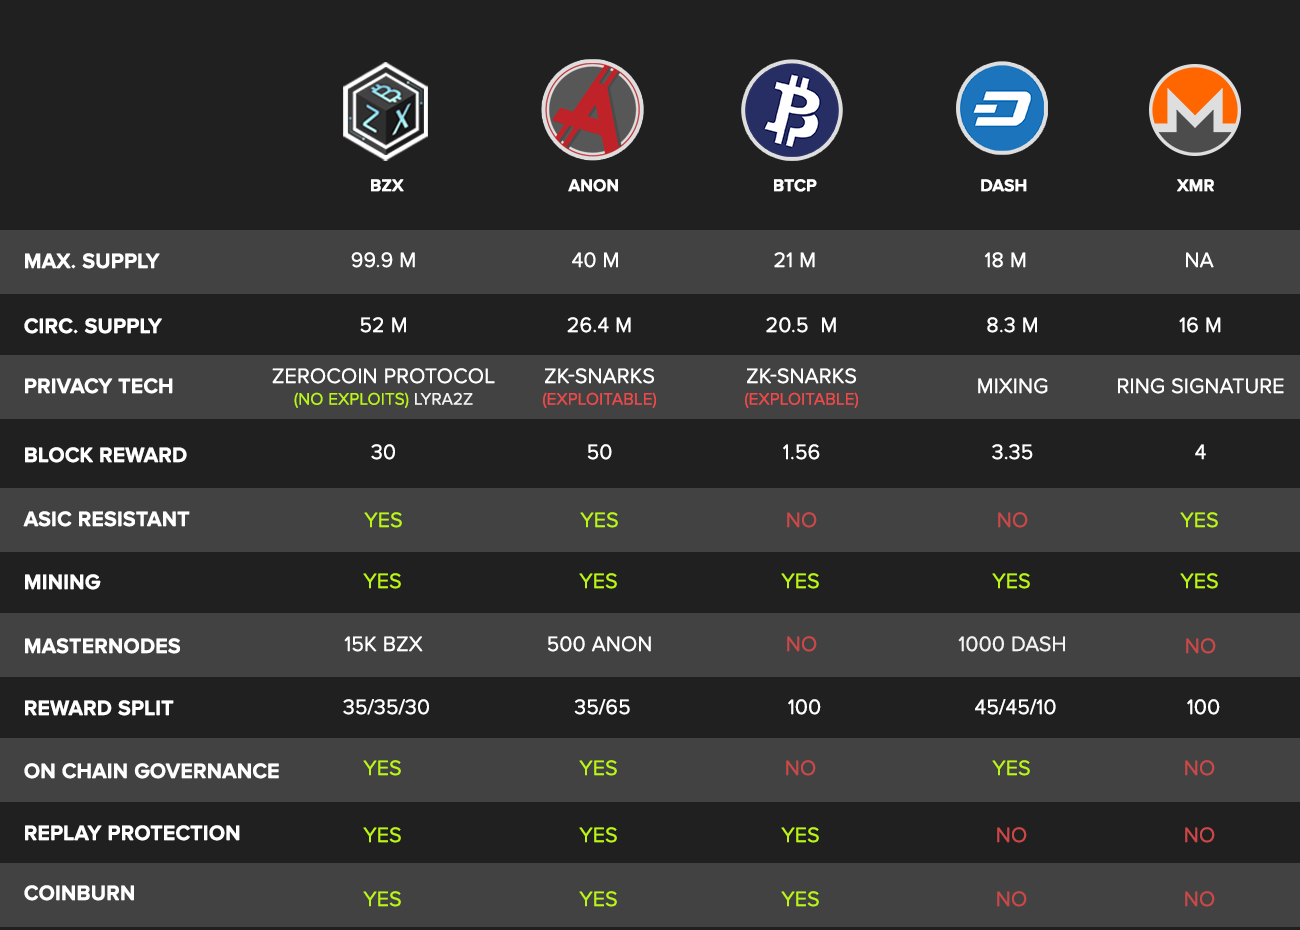 BZX ANON BTCP DASH XMR
MAX. SUPPLY 99.9 M 40 M 21 M 18 M NA
CIRC. SUPPLY 52 M 26.4 M 20.5 M 8.3 M 16 M
PRIVACY TECH ZEROCOIN PROTOCOL ZK-SNARKS ZK-SNARKS MIXING RING SIGNATURE
(NO EXPLOITS) LYRA2Z (EXPLOITABLE) (EXPLOITABLE)
BLOCK REWARD 30 50 1.56 3.35 4
ASIC RESISTANT YES YES NO NO YES
MINING YES YES YES YES YES
MASTERNODES 15K BZX 500 ANON NO 1000 DASH NO
REWARD SPLIT 35/35/30 35/65 100 45/45/10 100
ON CHAIN GOVERNANCE YES YES NO YES NO
REPLAY PROTECTION YES YES YES NO NO
COINBURN YES YES YES NO NO